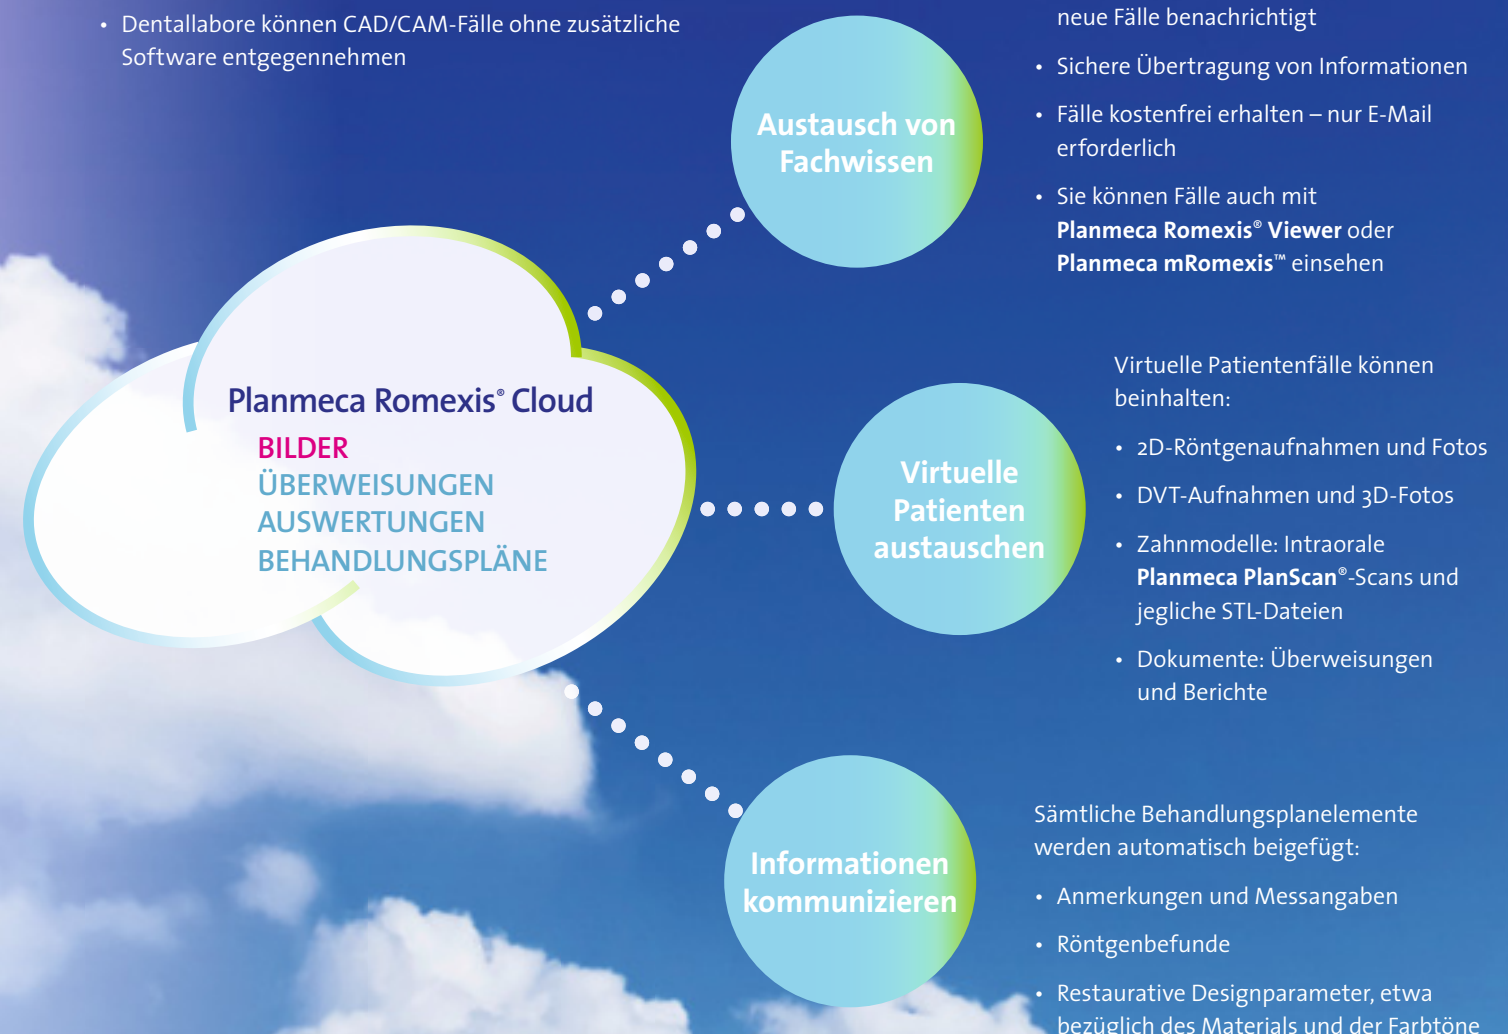 • Dentallabore können CAD/CAM-Fälle ohne zusätzliche
Software entgegennehmen
neue Fälle benachrichtigt
• Sichere Übertragung von Informationen
• Fälle kostenfrei erhalten – nur E-Mail
erforderlich
• Sie können Fälle auch mit
Planmeca Romexis® Viewer oder
Planmeca mRomexis™ einsehen
Austausch von
Fachwissen
Planmeca Romexis® Cloud
BILDER
ÜBERWEISUNGEN
AUSWERTUNGEN
BEHANDLUNGSPLÄNE
Virtuelle
Patienten
austauschen
Virtuelle Patientenfälle können
beinhalten:
• 2D-Röntgenaufnahmen und Fotos
• DVT-Aufnahmen und 3D-Fotos
• Zahnmodelle: Intraorale
Planmeca PlanScan®-Scans und
jegliche STL-Dateien
• Dokumente: Überweisungen
und Berichte
Informationen
kommunizieren
Sämtliche Behandlungsplanelemente
werden automatisch beigefügt:
• Anmerkungen und Messangaben
• Röntgenbefunde
• Restaurative Designparameter, etwa
bezüglich des Materials und der Farbtöne